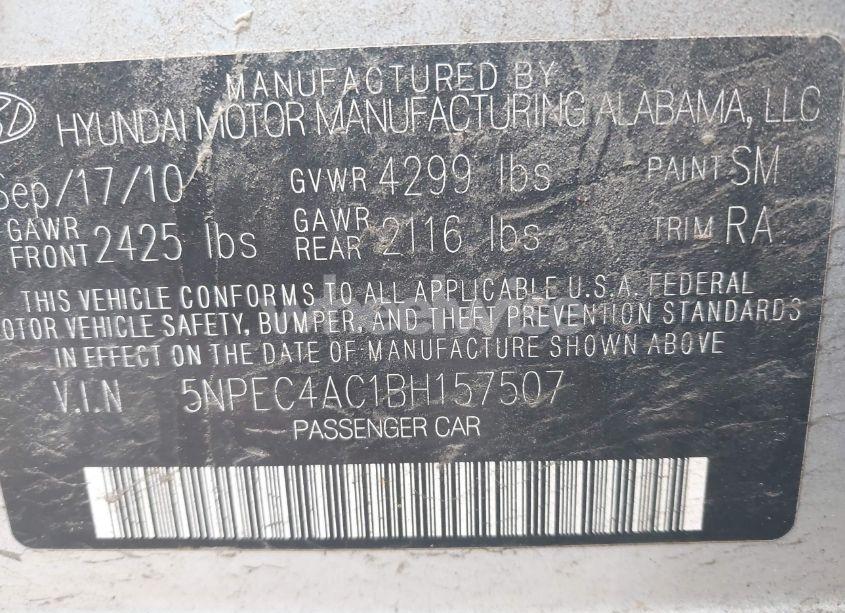 MANUFACTURED BY
HYUNDAI MOTOR MANUFACTURING ALABAMA, LLC
Sep/17/10 GVWR 4299 lbs PAINT SM
GAWR FRONT 2425 lbs GAWR REAR 2116 lbs TRIM RA
THIS VEHICLE CONFORMS TO ALL APPLICABLE U.S.A. FEDERAL
MOTOR VEHICLE SAFETY, BUMPER, AND THEFT PREVENTION STANDARDS
IN EFFECT ON THE DATE OF MANUFACTURE SHOWN ABOVE.
V.I.N 5NPEC4AC1BH157507
PASSENGER CAR